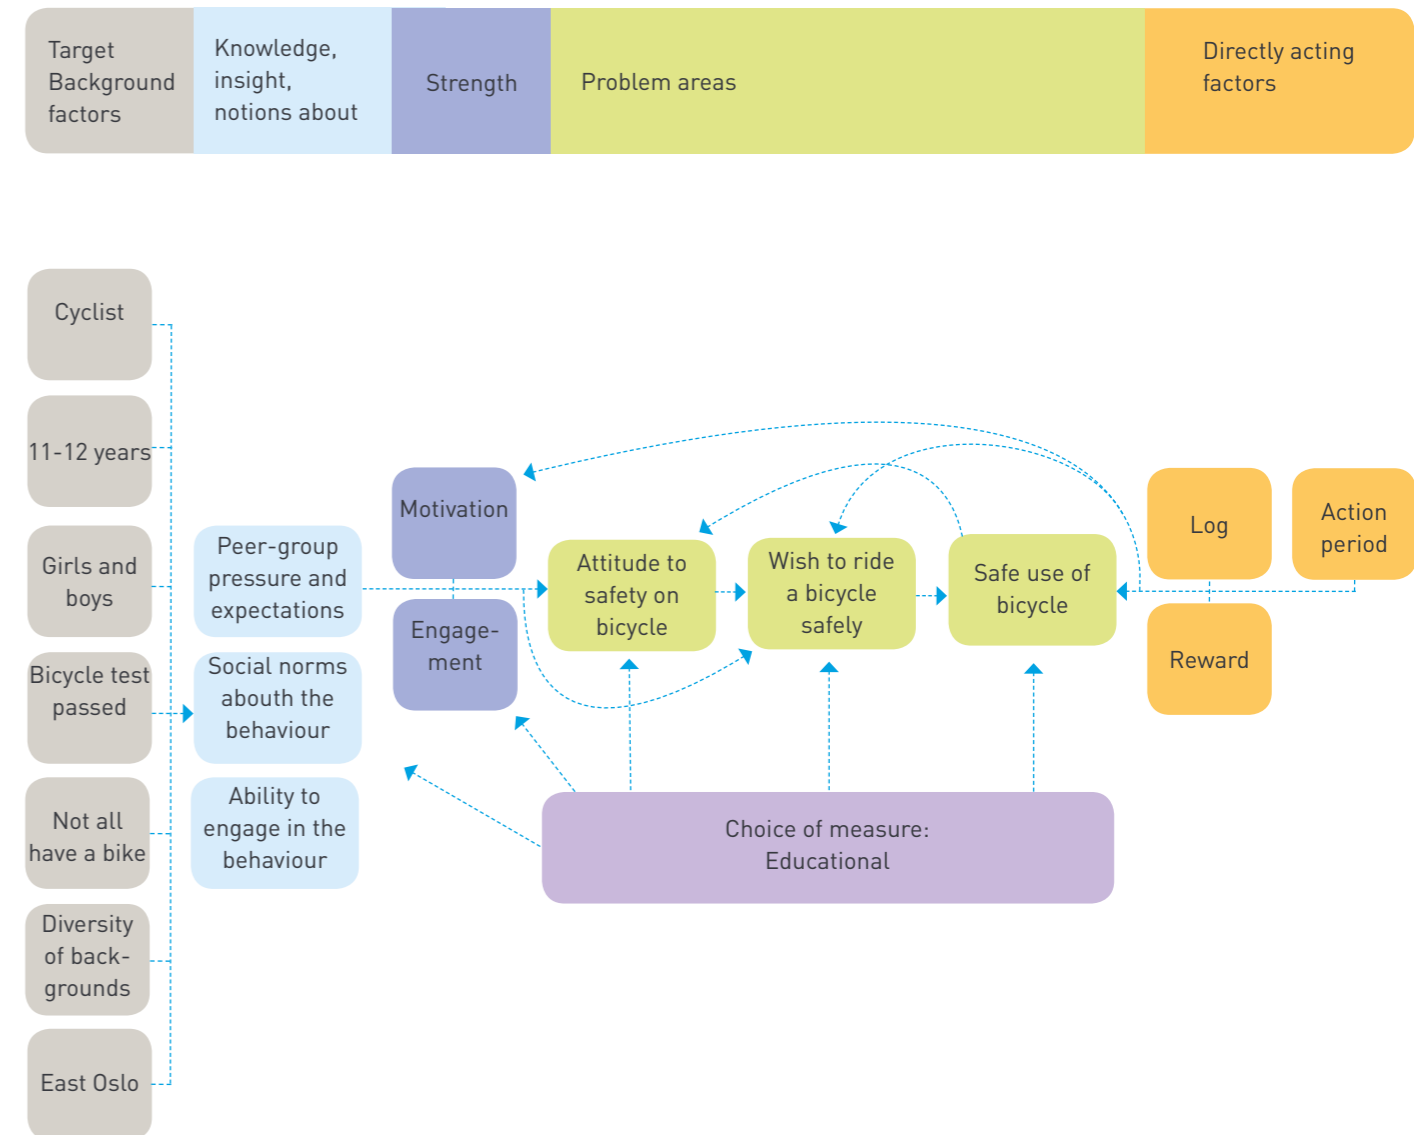 Target
Background
factors
Knowledge,
insight,
notions about
Strength
Problem areas
Directly acting
factors
Cyclist
11-12 years
Girls and
boys
Bicycle test
passed
Not all
have a bike
Diversity
of back-
grounds
East Oslo
Peer-group
pressure and
expectations
Social norms
abouth the
behaviour
Ability to
engage in the
behaviour
Motivation
Engage-
ment
Attitude to
safety on
bicycle
Wish to ride
a bicycle
safely
Safe use of
bicycle
Log
Action
period
Reward
Choice of measure:
Educational